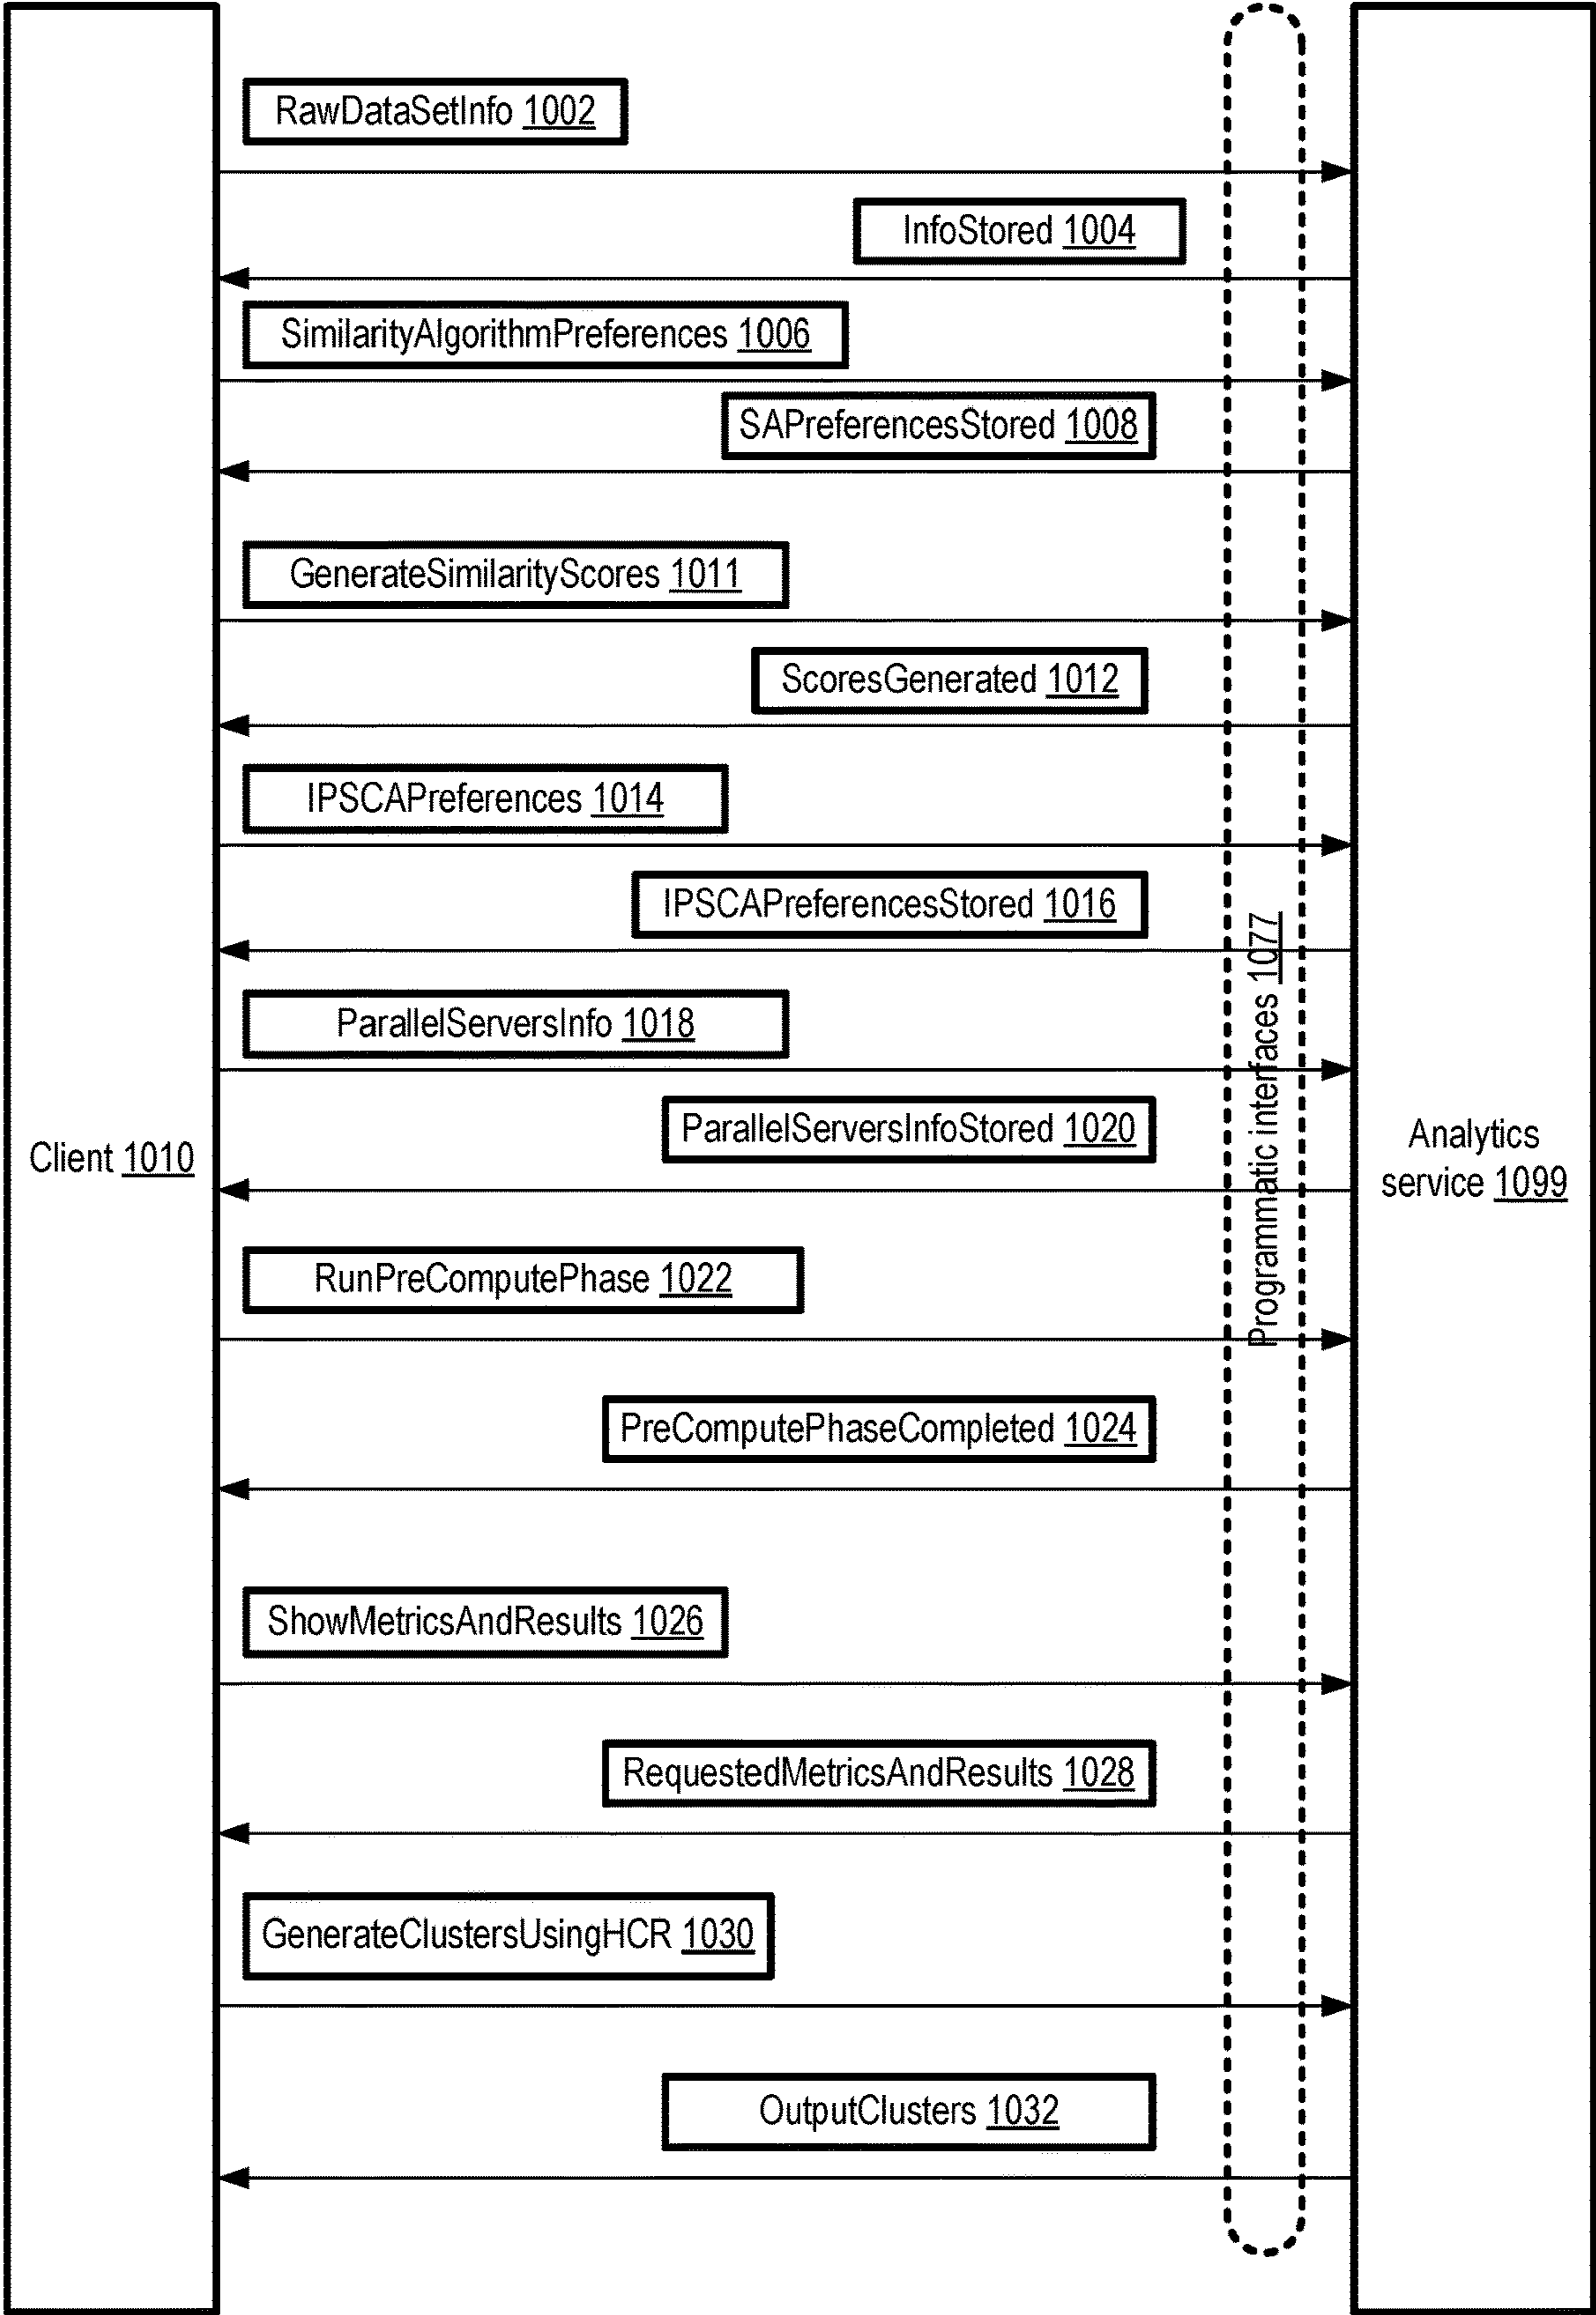 RawDataSetInfo 1002
InfoStored 1004
SimilarityAlgorithmPreferences 1006
SAPreferencesStored 1008
GenerateSimilarityScores 1011
ScoresGenerated 1012
IPSCAPreferences 1014
IPSCAPreferencesStored 1016
ParallelServersInfo 1018
ParallelServersInfoStored 1020
Client 1010
Programmatic interfaces 1077
Analytics
service 1099
RunPreComputePhase 1022
PreComputePhaseCompleted 1024
ShowMetricsAndResults 1026
RequestedMetricsAndResults 1028
GenerateClustersUsingHCR 1030
OutputClusters 1032